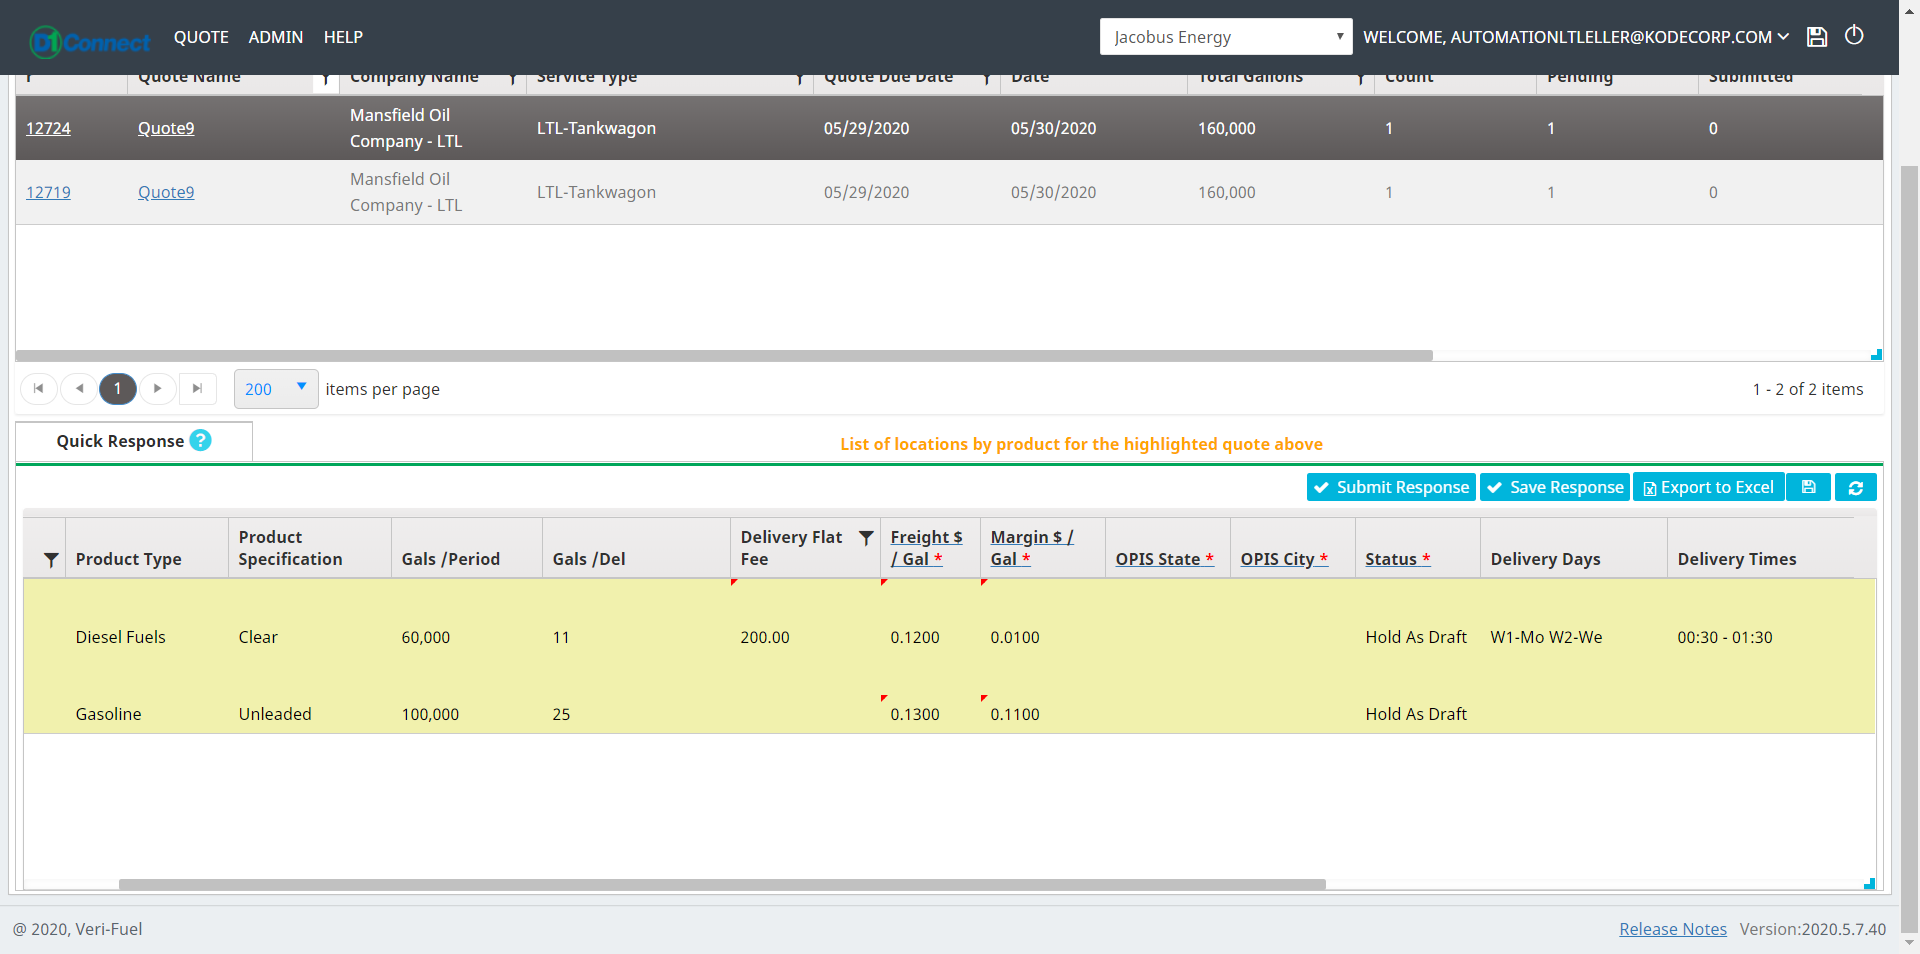 D1Connect QUOTE ADMIN HELP Jacobus Energy WELCOME, AUTOMATIONLTLELLER@KODECORP.COM
Quote Name Company Name Service Type Quote Due Date Date Total Gallons Count Pending Submitted
12724 Quote9 Mansfield Oil Company - LTL LTL-Tankwagon 05/29/2020 05/30/2020 160,000 1 1 0
12719 Quote9 Mansfield Oil Company - LTL LTL-Tankwagon 05/29/2020 05/30/2020 160,000 1 1 0
1 200 items per page 1 - 2 of 2 items
Quick Response ? List of locations by product for the highlighted quote above
Submit Response Save Response Export to Excel
Product Type Product Specification Gals /Period Gals /Del Delivery Flat Fee Freight $ / Gal * Margin $ / Gal * OPIS State * OPIS City * Status * Delivery Days Delivery Times
Diesel Fuels Clear 60,000 11 200.00 0.1200 0.0100 Hold As Draft W1-Mo W2-We 00:30 - 01:30
Gasoline Unleaded 100,000 25 0.1300 0.1100 Hold As Draft
@ 2020, Veri-Fuel Release Notes Version:2020.5.7.40